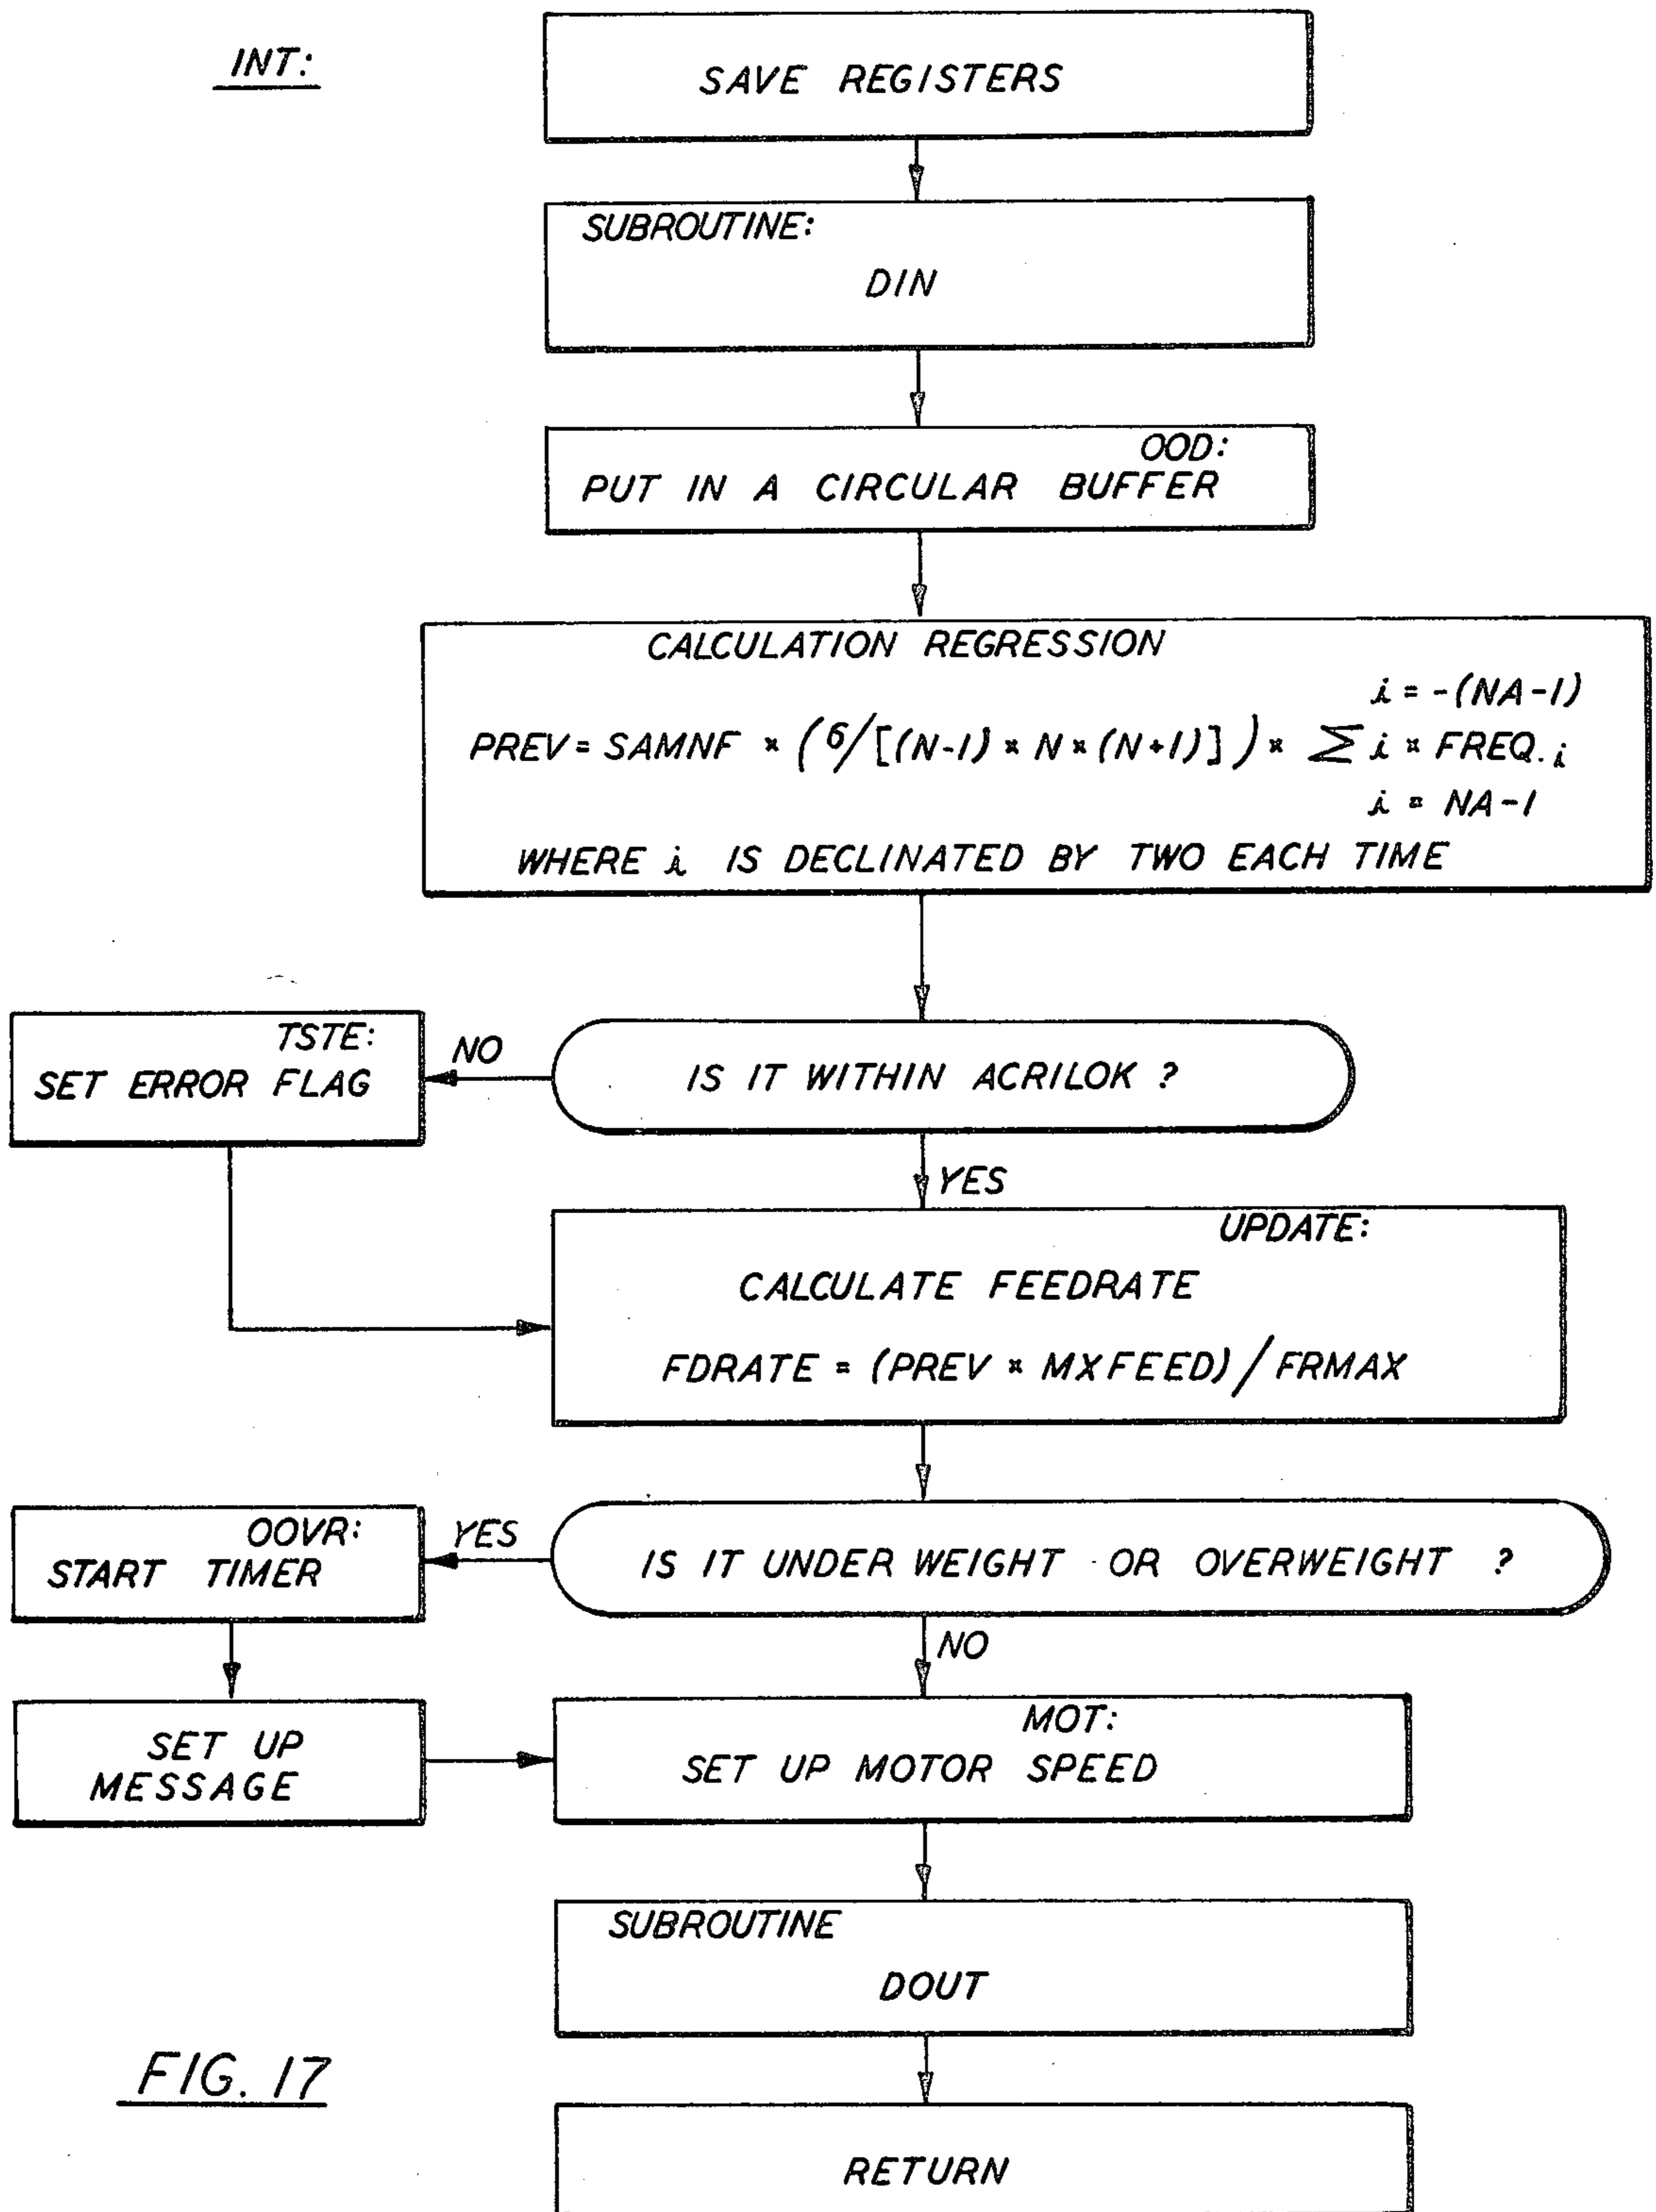 INT:
SAVE REGISTERS
SUBROUTINE:
DIN
OOD:
PUT IN A CIRCULAR BUFFER
CALCULATION REGRESSION
i = -(NA-1)
PREV = SAMNF × (6/[(N-1) × N × (N+1)]) × Σ i × FREQ. i
i = NA-1
WHERE i IS DECLINATED BY TWO EACH TIME
TSTE:
SET ERROR FLAG
NO
IS IT WITHIN ACRILOK ?
YES
UPDATE:
CALCULATE FEEDRATE
FDRATE = (PREV × MXFEED) / FRMAX
OOVR:
START TIMER
YES
IS IT UNDER WEIGHT OR OVERWEIGHT ?
NO
SET UP
MESSAGE
MOT:
SET UP MOTOR SPEED
SUBROUTINE
DOUT
FIG. 17
RETURN